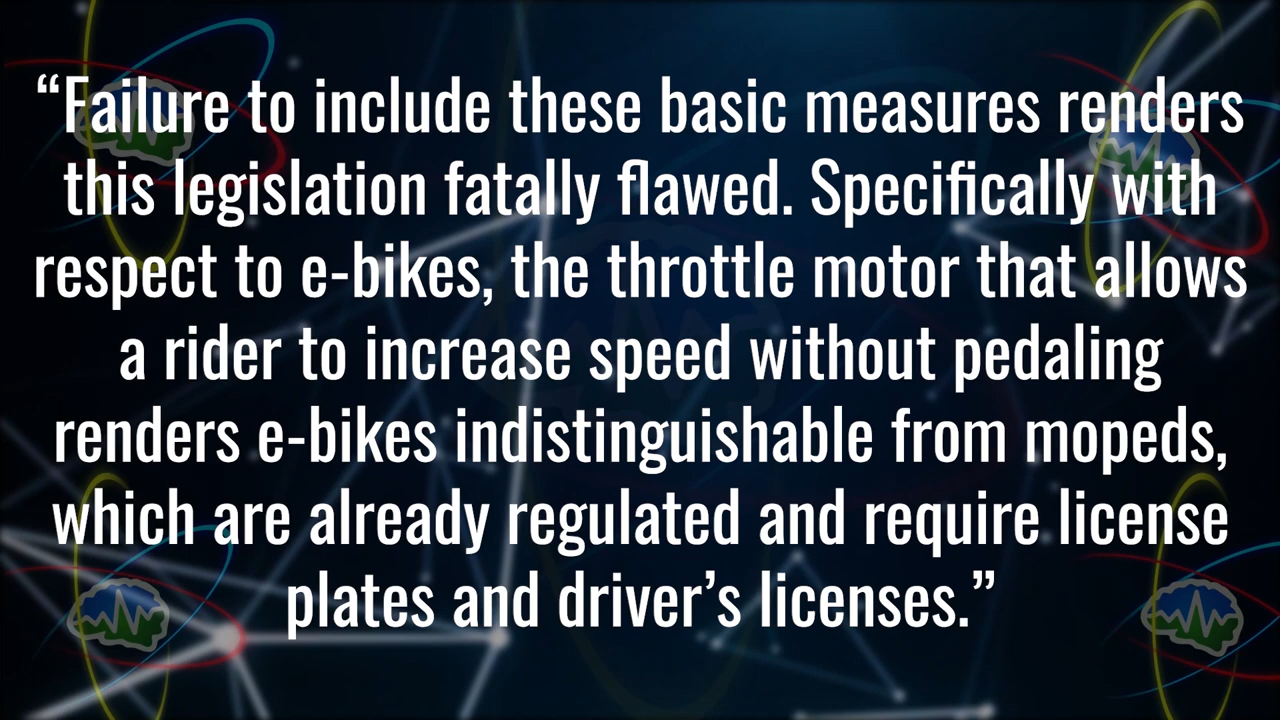 “Failure to include these basic measures renders
this legislation fatally flawed. Specifically with
respect to e-bikes, the throttle motor that allows
a rider to increase speed without pedaling
renders e-bikes indistinguishable from mopeds,
which are already regulated and require license
plates and driver’s licenses.”